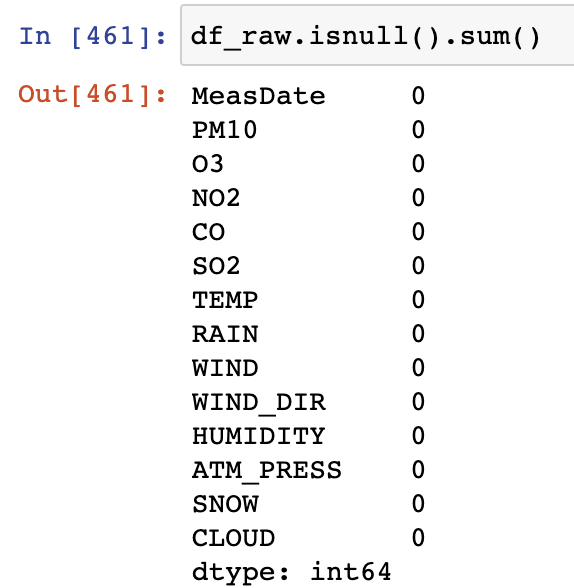 In [461]: df_raw.isnull().sum()
Out[461]: MeasDate 0
PM10 0
O3 0
NO2 0
CO 0
SO2 0
TEMP 0
RAIN 0
WIND 0
WIND_DIR 0
HUMIDITY 0
ATM_PRESS 0
SNOW 0
CLOUD 0
dtype: int64